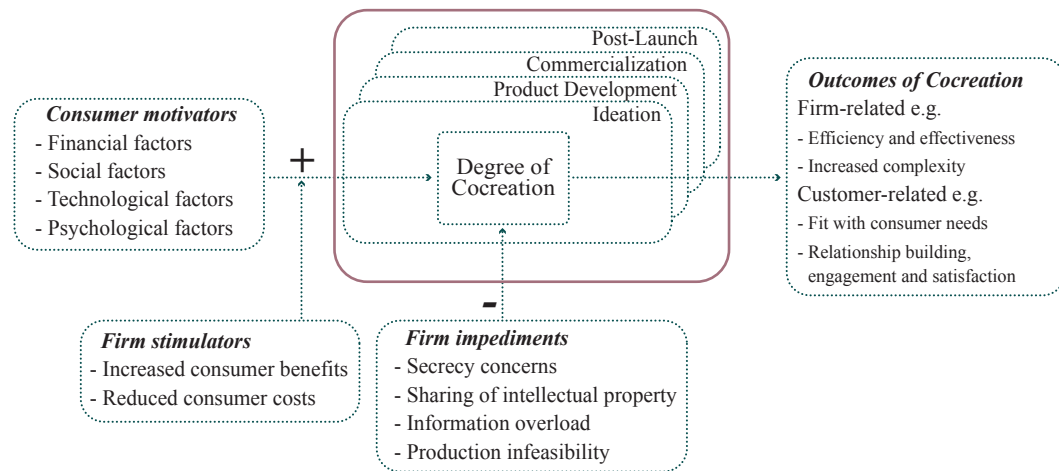 Post-Launch
Commercialization
Product Development
Ideation
Degree of
Cocreation
Consumer motivators
- Financial factors
- Social factors
- Technological factors
- Psychological factors
+
Outcomes of Cocreation
Firm-related e.g.
- Efficiency and effectiveness
- Increased complexity
Customer-related e.g.
- Fit with consumer needs
- Relationship building,
engagement and satisfaction
-
Firm stimulators
- Increased consumer benefits
- Reduced consumer costs
Firm impediments
- Secrecy concerns
- Sharing of intellectual property
- Information overload
- Production infeasibility